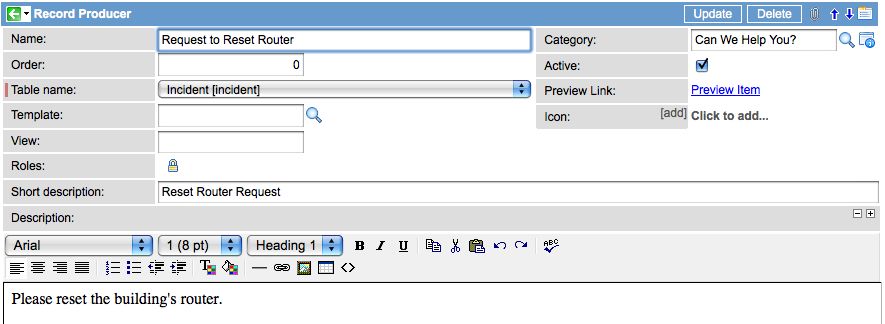 Record Producer Update Delete
Name: Request to Reset Router Category: Can We Help You?
Order: 0 Active:
Table name: Incident [incident] Preview Link: Preview Item
Template: Icon: [add] Click to add...
View:
Roles:
Short description: Reset Router Request
Description:
Arial 1 (8 pt) Heading 1 B I U ABC
T
Please reset the building's router.